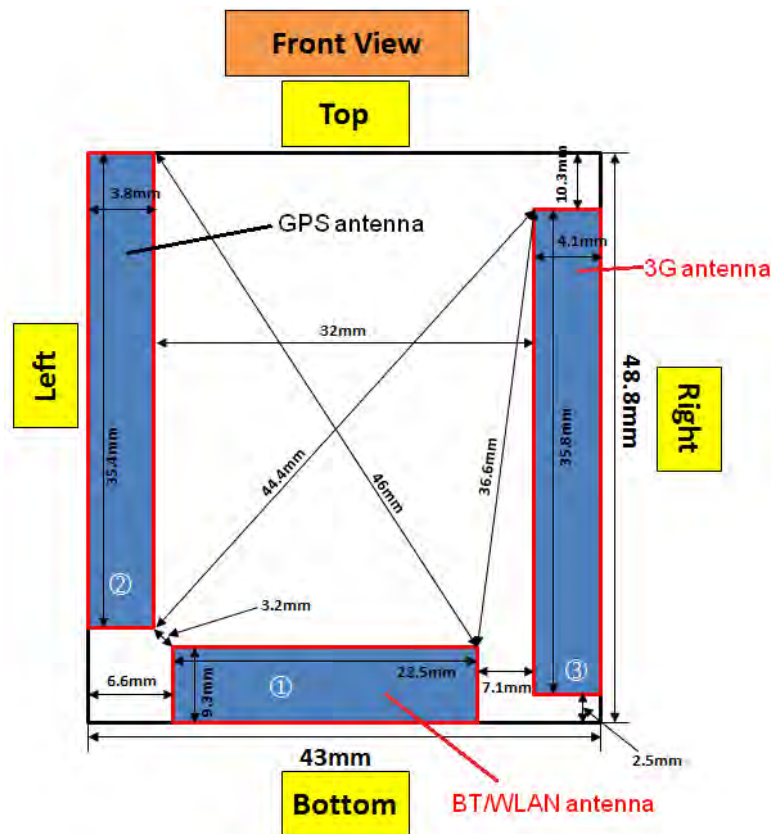 Front View
Top
3.8mm
10.3mm
GPS antenna
4.1mm
3G antenna
32mm
Left
48.8mm
Right
35.4mm
44.4mm
46mm
36.6mm
35.8mm
②
3.2mm
6.6mm
9.3mm
①
22.5mm
7.1mm
③
43mm
2.5mm
Bottom
BT/WLAN antenna